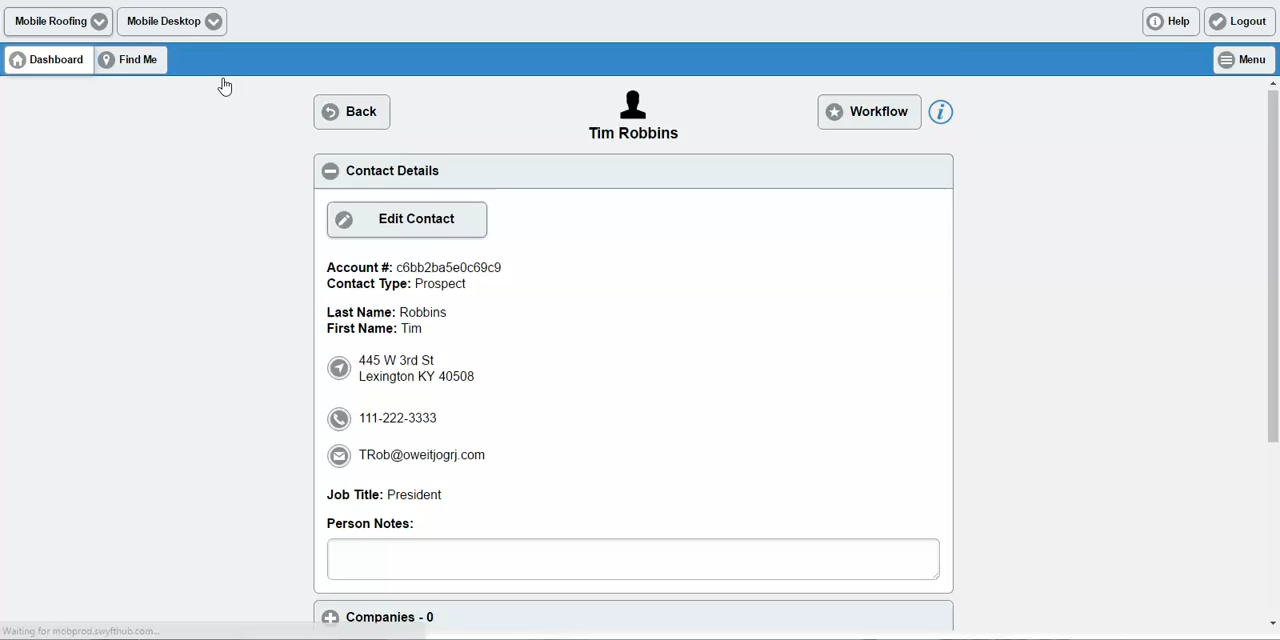 Mobile Roofing
Mobile Desktop
Help
Logout
Dashboard
Find Me
Menu
Back
Tim Robbins
Workflow
i
Contact Details
Edit Contact
Account #: c6bb2ba5e0c69c9
Contact Type: Prospect
Last Name: Robbins
First Name: Tim
445 W 3rd St
Lexington KY 40508
111-222-3333
TRob@oweitjogrj.com
Job Title: President
Person Notes:
Companies - 0
Waiting for mobprod.swyfthub.com...